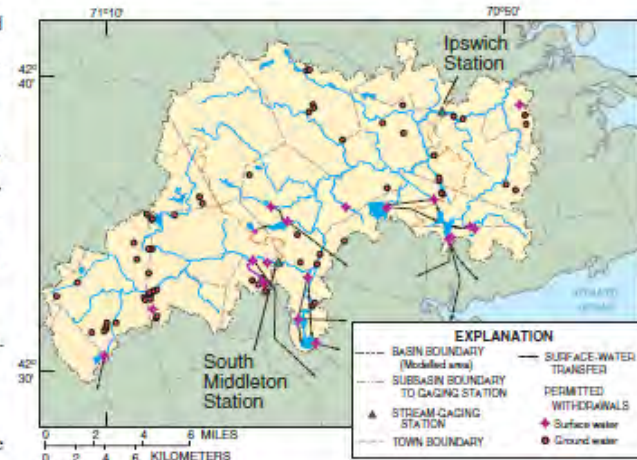 71°10'
70°50'
42°
40'
Ipswich
Station
42°
30'
South
Middleton
Station
EXPLANATION
BASIN BOUNDARY
(Modelled area)
SUBBASIN BOUNDARY
TO GAGING STATION
STREAM-GAGING
STATION
TOWN BOUNDARY
SURFACE-WATER
TRANSFER
PERMITTED
WITHDRAWALS
Surface water
Ground water
0 2 4 6 MILES
0 2 4 6 KILOMETERS